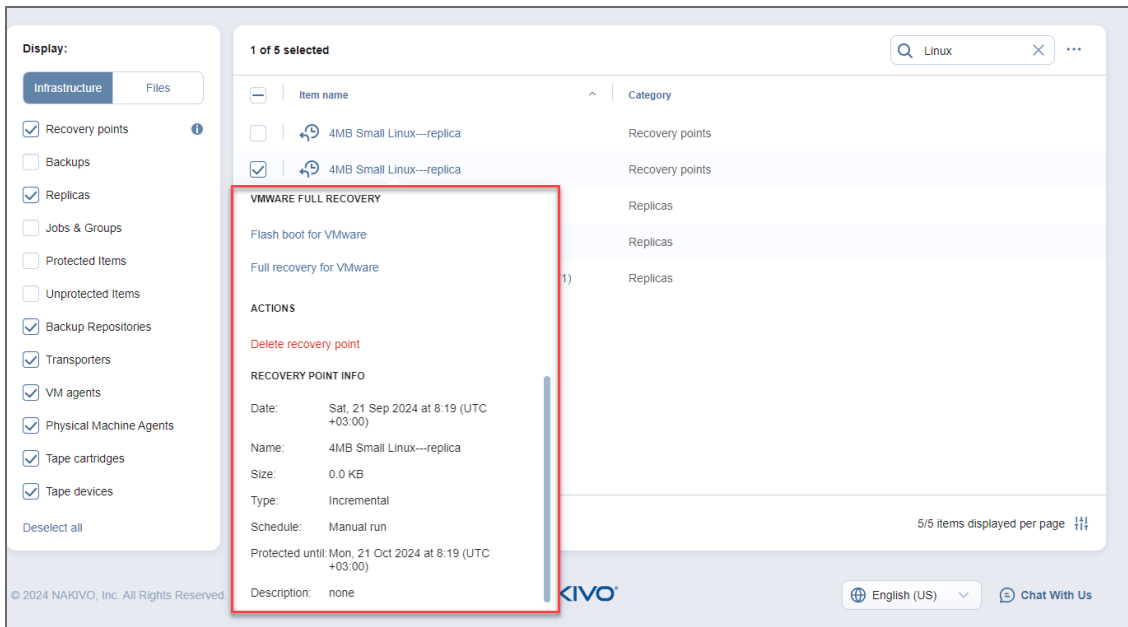 Display:
Infrastructure
Files
Recovery points
Backups
Replicas
Jobs & Groups
Protected Items
Unprotected Items
Backup Repositories
Transporters
VM agents
Physical Machine Agents
Tape cartridges
Tape devices
Deselect all
1 of 5 selected
Linux
Item name
Category
4MB Small Linux---replica
Recovery points
4MB Small Linux---replica
Recovery points
Replicas
Replicas
1)
Replicas
VMWARE FULL RECOVERY
Flash boot for VMware
Full recovery for VMware
ACTIONS
Delete recovery point
RECOVERY POINT INFO
Date: Sat, 21 Sep 2024 at 8:19 (UTC
+03:00)
Name: 4MB Small Linux---replica
Size: 0.0 KB
Type: Incremental
Schedule: Manual run
Protected until: Mon, 21 Oct 2024 at 8:19 (UTC
+03:00)
Description: none
5/5 items displayed per page
© 2024 NAKIVO, Inc. All Rights Reserved.
KIVO
English (US)
Chat With Us